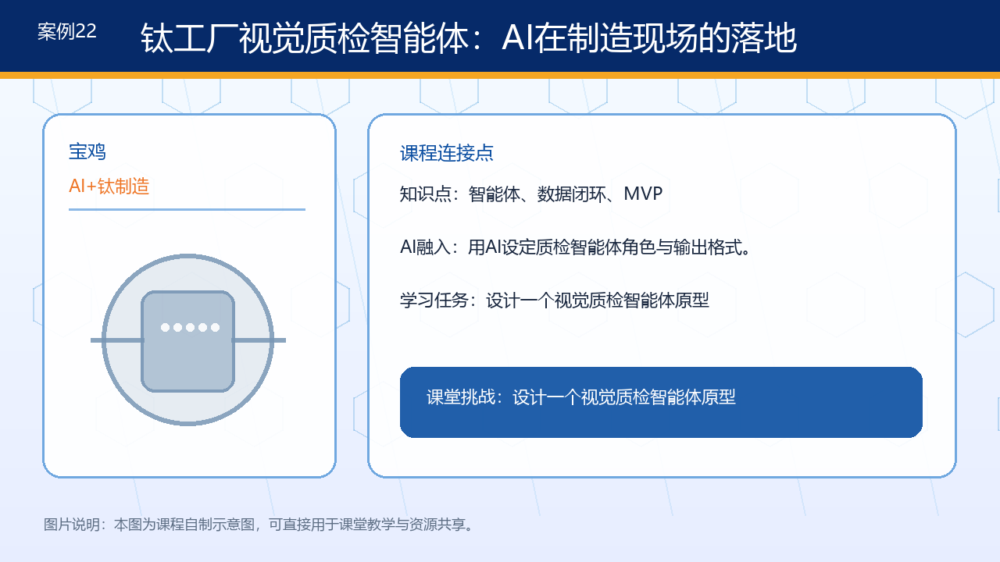 案例22
钛工厂视觉质检智能体：AI在制造现场的落地
宝鸡
AI+钛制造
课程连接点
知识点：智能体、数据闭环、MVP
AI融入：用AI设定质检智能体角色与输出格式。
学习任务：设计一个视觉质检智能体原型
课堂挑战：设计一个视觉质检智能体原型
图片说明：本图为课程自制示意图，可直接用于课堂教学与资源共享。